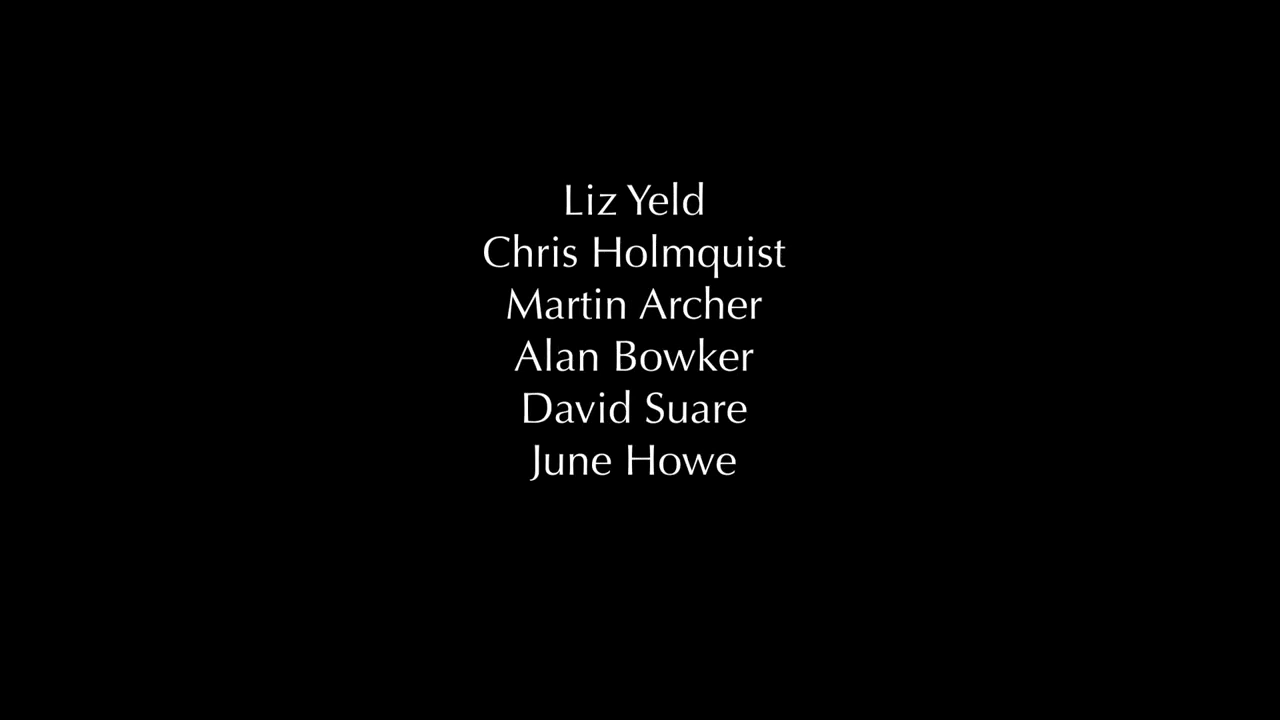 Liz Yeld
Chris Holmquist
Martin Archer
Alan Bowker
David Suare
June Howe